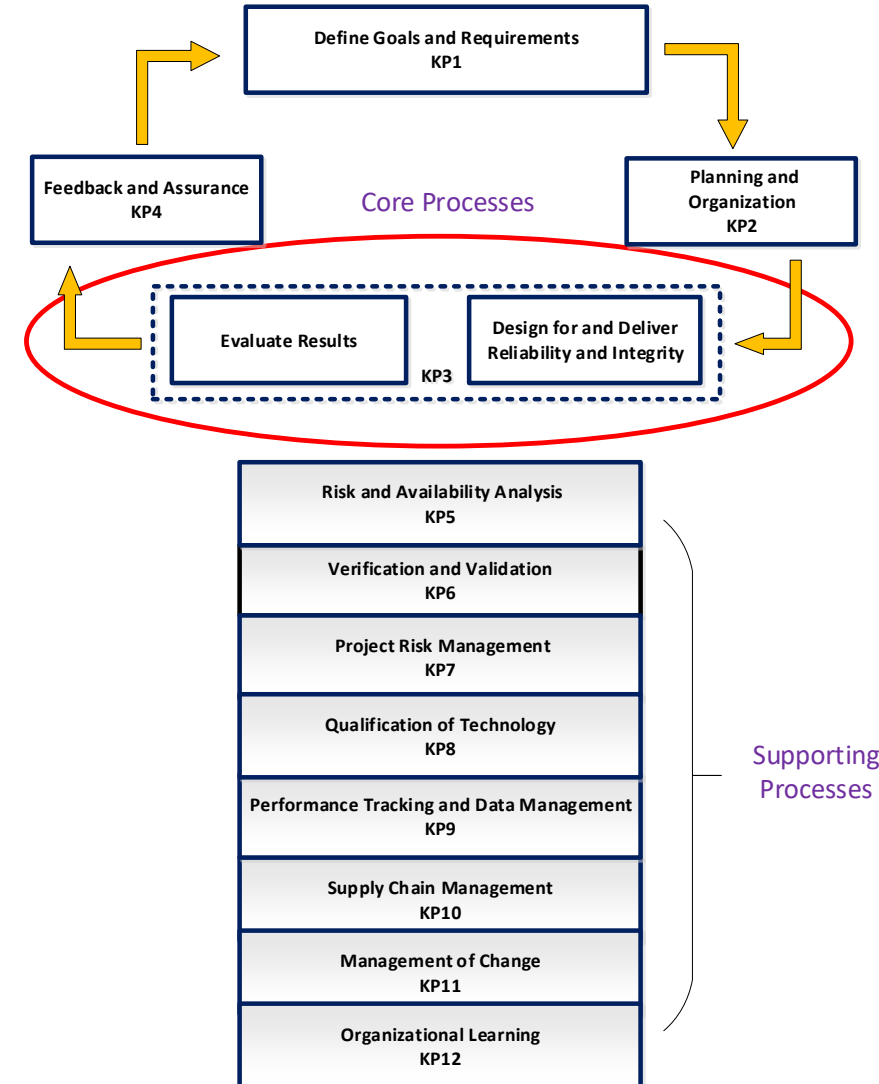 Define Goals and Requirements
KP1
Feedback and Assurance
KP4
Core Processes
Planning and
Organization
KP2
Evaluate Results
KP3
Design for and Deliver
Reliability and Integrity
Risk and Availability Analysis
KP5
Verification and Validation
KP6
Project Risk Management
KP7
Qualification of Technology
KP8
Performance Tracking and Data Management
KP9
Supply Chain Management
KP10
Management of Change
KP11
Organizational Learning
KP12
Supporting
Processes